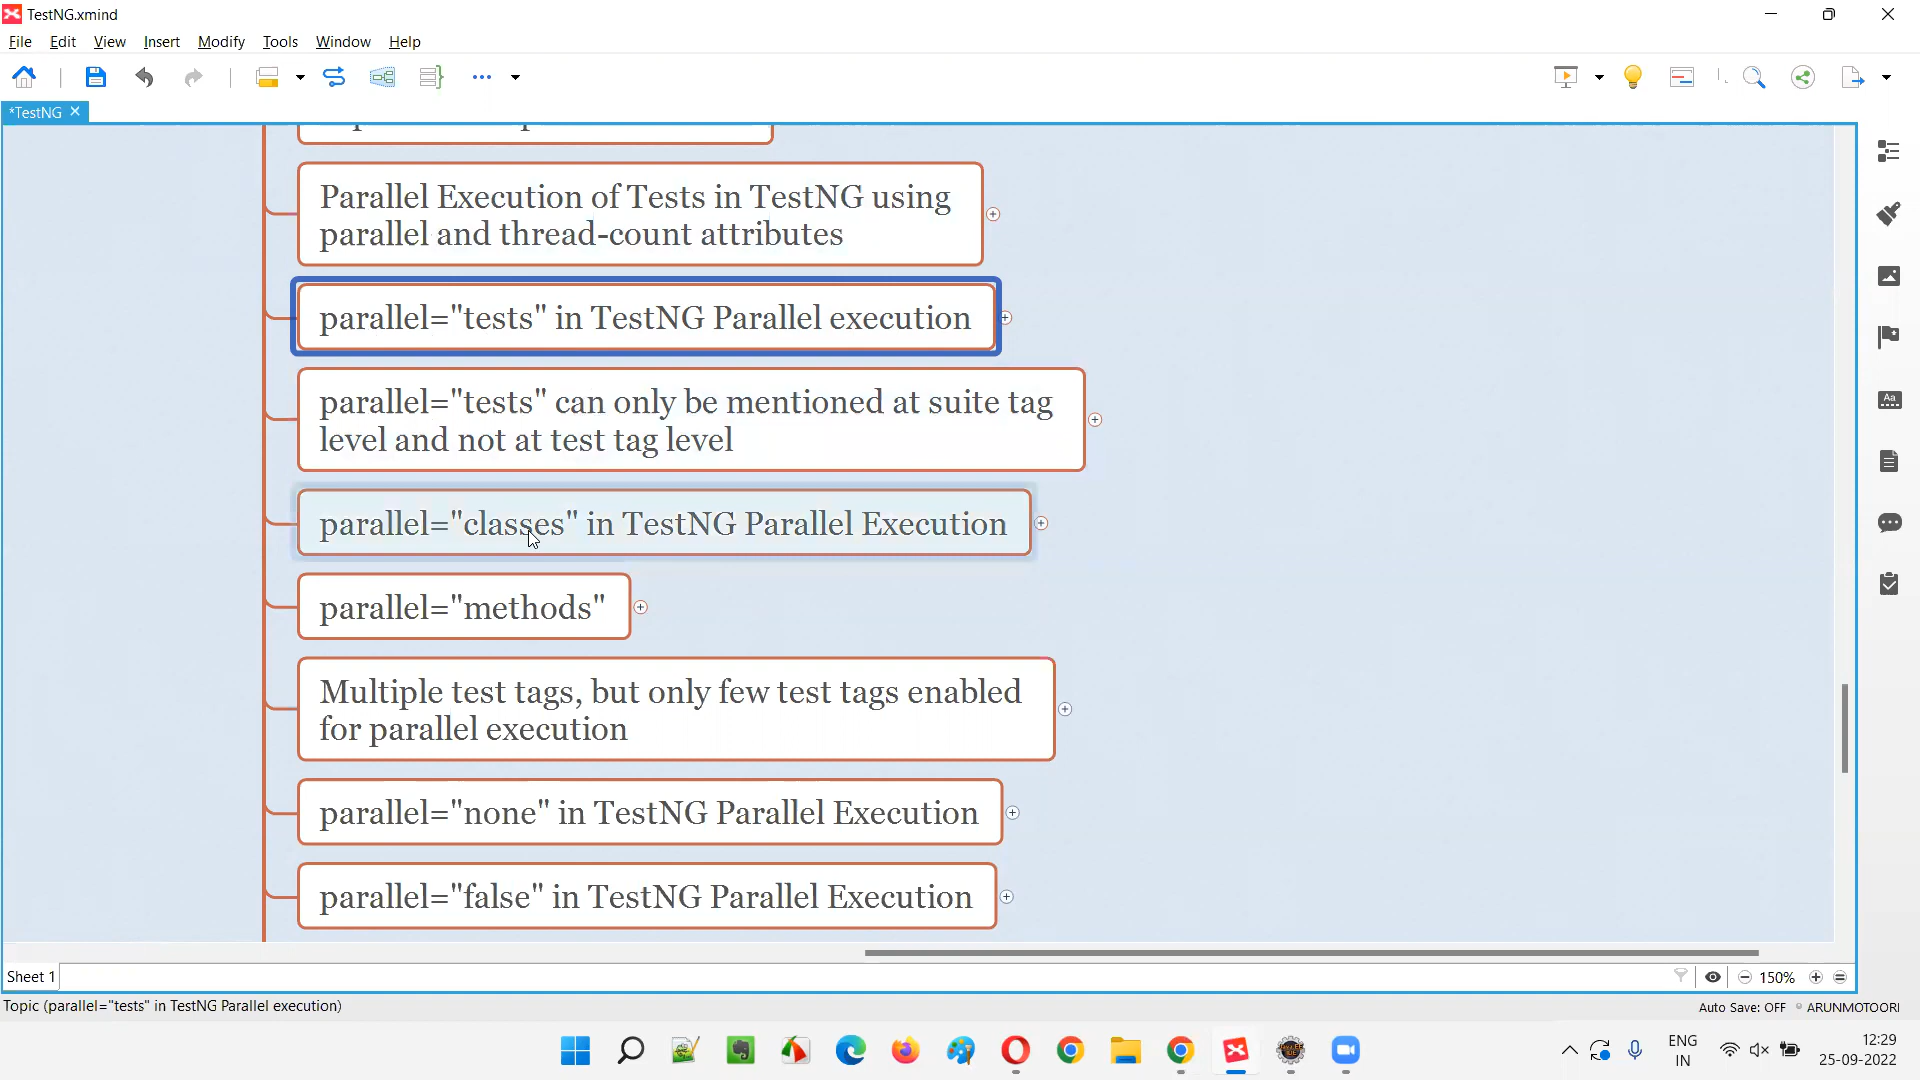 TestNG.xmind
File Edit View Insert Modify Tools Window Help
*TestNG
Parallel Execution of Tests in TestNG using
parallel and thread-count attributes
parallel="tests" in TestNG Parallel execution
parallel="tests" can only be mentioned at suite tag
level and not at test tag level
parallel="classes" in TestNG Parallel Execution
parallel="methods"
Multiple test tags, but only few test tags enabled
for parallel execution
parallel="none" in TestNG Parallel Execution
parallel="false" in TestNG Parallel Execution
Sheet 1
150%
Topic (parallel="tests" in TestNG Parallel execution)
Auto Save: OFF
ARUNMOTOORI
ENG
IN
12:29
25-09-2022